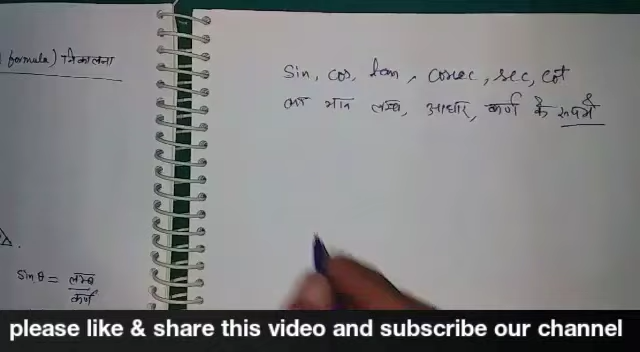 formula) निकालना
sin θ = लम्ब
कर्ण
Sin, cos, tan, cosec, sec, cot
का मान लम्ब, आधार, कर्ण के रूप में
please like & share this video and subscribe our channel